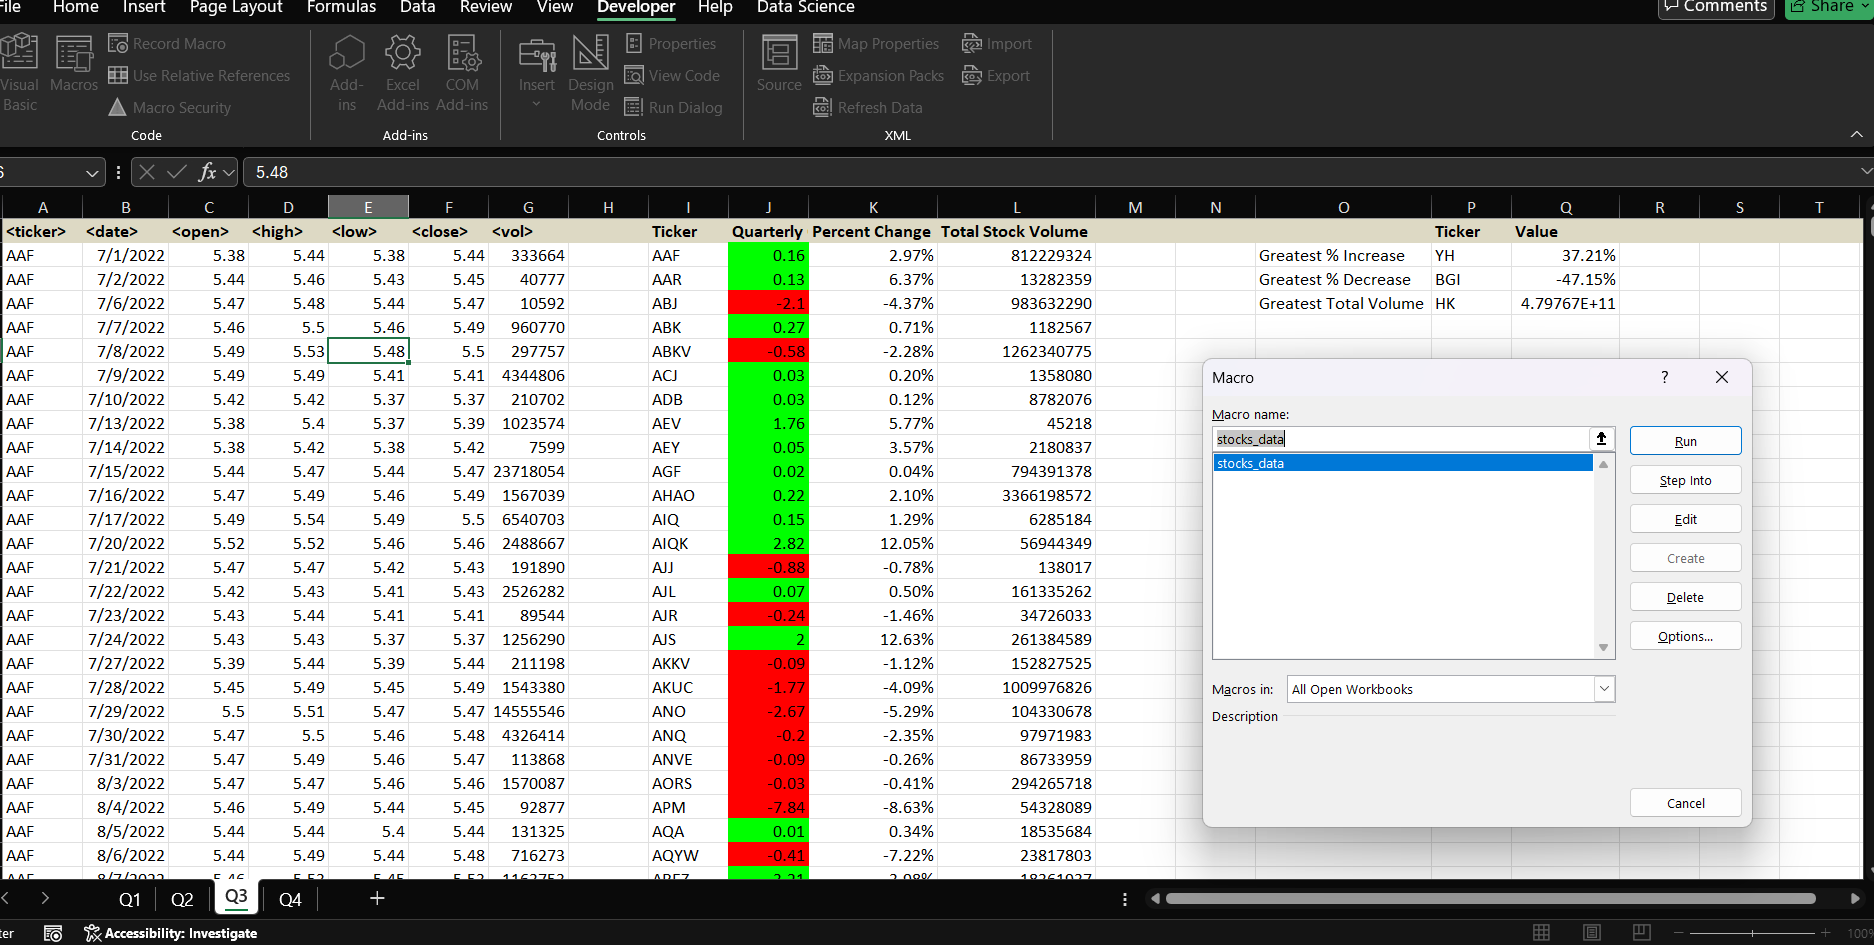 File Home Insert Page Layout Formulas Data Review View Developer Help Data Science Comments Share
Visual Basic Macros Record Macro Use Relative References Macro Security
Add-ins Excel Add-ins COM Add-ins
Insert Design Mode Properties View Code Run Dialog
Source Map Properties Expansion Packs Refresh Data Import Export
Code Add-ins Controls XML
fx 5.48
A B C D E F G H I J K L M N O P Q R S T
<ticker> <date> <open> <high> <low> <close> <vol> Ticker Quarterly Percent Change Total Stock Volume Ticker Value
AAF 7/1/2022 5.38 5.44 5.38 5.44 333664 AAF 0.16 2.97% 812229324 Greatest % Increase YH 37.21%
AAF 7/2/2022 5.44 5.46 5.43 5.45 40777 AAR 0.13 6.37% 13282359 Greatest % Decrease BGI -47.15%
AAF 7/6/2022 5.47 5.48 5.44 5.47 10592 ABJ -2.1 -4.37% 983632290 Greatest Total Volume HK 4.79767E+11
AAF 7/7/2022 5.46 5.5 5.46 5.49 960770 ABK 0.27 0.71% 1182567
AAF 7/8/2022 5.49 5.53 5.48 5.5 297757 ABKV -0.58 -2.28% 1262340775
AAF 7/9/2022 5.49 5.49 5.41 5.41 4344806 ACJ 0.03 0.20% 1358080
AAF 7/10/2022 5.42 5.42 5.37 5.37 210702 ADB 0.03 0.12% 8782076
AAF 7/13/2022 5.38 5.4 5.37 5.39 1023574 AEV 1.76 5.77% 45218
AAF 7/14/2022 5.38 5.42 5.38 5.42 7599 AEY 0.05 3.57% 2180837
AAF 7/15/2022 5.44 5.47 5.44 5.47 23718054 AGF 0.02 0.04% 794391378
AAF 7/16/2022 5.47 5.49 5.46 5.49 1567039 AHAO 0.22 2.10% 3366198572
AAF 7/17/2022 5.49 5.54 5.49 5.5 6540703 AIQ 0.15 1.29% 6285184
AAF 7/20/2022 5.52 5.52 5.46 5.46 2488667 AIQK 2.82 12.05% 56944349
AAF 7/21/2022 5.47 5.47 5.42 5.43 191890 AJJ -0.88 -0.78% 138017
AAF 7/22/2022 5.42 5.43 5.41 5.43 2526282 AJL 0.07 0.50% 161335262
AAF 7/23/2022 5.43 5.44 5.41 5.41 89544 AJR -0.24 -1.46% 34726033
AAF 7/24/2022 5.43 5.43 5.37 5.37 1256290 AJS 2 12.63% 261384589
AAF 7/27/2022 5.39 5.44 5.39 5.44 211198 AKKV -0.09 -1.12% 152827525
AAF 7/28/2022 5.45 5.49 5.45 5.49 1543380 AKUC -1.77 -4.09% 1009976826
AAF 7/29/2022 5.5 5.51 5.47 5.47 14555546 ANO -2.67 -5.29% 104330678
AAF 7/30/2022 5.47 5.5 5.46 5.48 4326414 ANQ -0.2 -2.35% 97971983
AAF 7/31/2022 5.47 5.49 5.46 5.47 113868 ANVE -0.09 -0.26% 86733959
AAF 8/3/2022 5.47 5.47 5.46 5.46 1570087 AORS -0.03 -0.41% 294265718
AAF 8/4/2022 5.46 5.49 5.44 5.45 92877 APM -7.84 -8.63% 54328089
AAF 8/5/2022 5.44 5.44 5.4 5.44 131325 AQA 0.01 0.34% 18535684
AAF 8/6/2022 5.44 5.49 5.44 5.48 716273 AQYW -0.41 -7.22% 23817803
Macro ?
Macro name:
stocks_data Run
stocks_data
Step Into
Edit
Create
Delete
Options...
Macros in: All Open Workbooks
Description
Cancel
Q1 Q2 Q3 Q4 +
Accessibility: Investigate